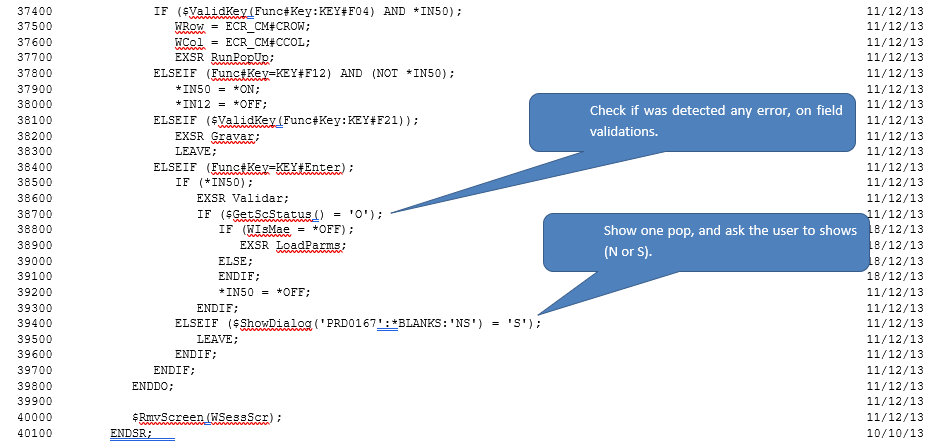 37400 IF ($ValidKey(Func#Key:KEY#F04) AND *IN50); 11/12/13
37500 WRow = ECR_CM#CROW; 11/12/13
37600 WCol = ECR_CM#CCOL; 11/12/13
37700 EXSR RunPopUp; 11/12/13
37800 ELSEIF (Func#Key=KEY#F12) AND (NOT *IN50); 11/12/13
37900 *IN50 = *ON; 11/12/13
38000 *IN12 = *OFF; 11/12/13
Check if was detected any error, on field
validations.
38100 ELSEIF ($ValidKey(Func#Key:KEY#F21)); 11/12/13
38200 EXSR Gravar; 11/12/13
38300 LEAVE; 11/12/13
38400 ELSEIF (Func#Key=KEY#Enter); 11/12/13
38500 IF (*IN50); 11/12/13
38600 EXSR Validar; 11/12/13
38700 IF ($GetScStatus() = 'O'); 11/12/13
38800 IF (WIsMae = *OFF); 18/12/13
38900 EXSR LoadParms; 18/12/13
Show one pop, and ask the user to shows
(N or S).
39000 ELSE; 18/12/13
39100 ENDIF; 18/12/13
39200 *IN50 = *OFF; 11/12/13
39300 ENDIF; 11/12/13
39400 ELSEIF ($ShowDialog('PRD0167':*BLANKS:'NS') = 'S'); 11/12/13
39500 LEAVE; 11/12/13
39600 ENDIF; 11/12/13
39700 ENDIF; 11/12/13
39800 ENDDO; 11/12/13
39900 11/12/13
40000 $RmvScreen(WSessScr); 11/12/13
40100 ENDSR; 10/10/13